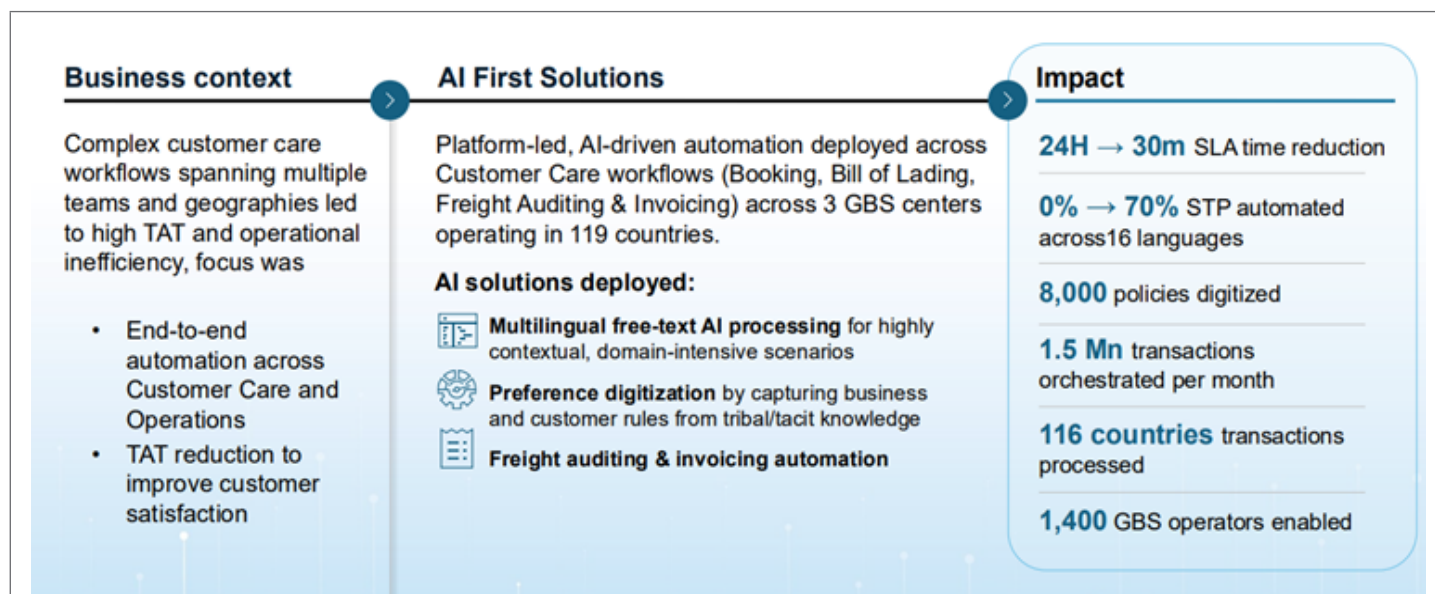 Business context
Complex customer care
workflows spanning multiple
teams and geographies led
to high TAT and operational
inefficiency, focus was
• End-to-end
automation across
Customer Care and
Operations
• TAT reduction to
improve customer
satisfaction
AI First Solutions
Platform-led, AI-driven automation deployed across
Customer Care workflows (Booking, Bill of Lading,
Freight Auditing & Invoicing) across 3 GBS centers
operating in 119 countries.
AI solutions deployed:
Multilingual free-text AI processing for highly
contextual, domain-intensive scenarios
Preference digitization by capturing business
and customer rules from tribal/tacit knowledge
Freight auditing & invoicing automation
Impact
24H → 30m SLA time reduction
0% → 70% STP automated
across16 languages
8,000 policies digitized
1.5 Mn transactions
orchestrated per month
116 countries transactions
processed
1,400 GBS operators enabled